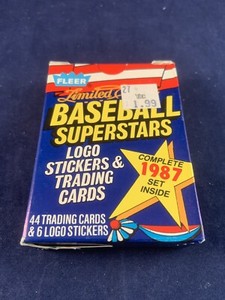 FLEER
Limited
1.99
BASEBALL
SUPERSTARS
LOGO
STICKERS &
TRADING
CARDS
COMPLETE
1987
SET
INSIDE
44 TRADING CARDS
& 6 LOGO STICKERS